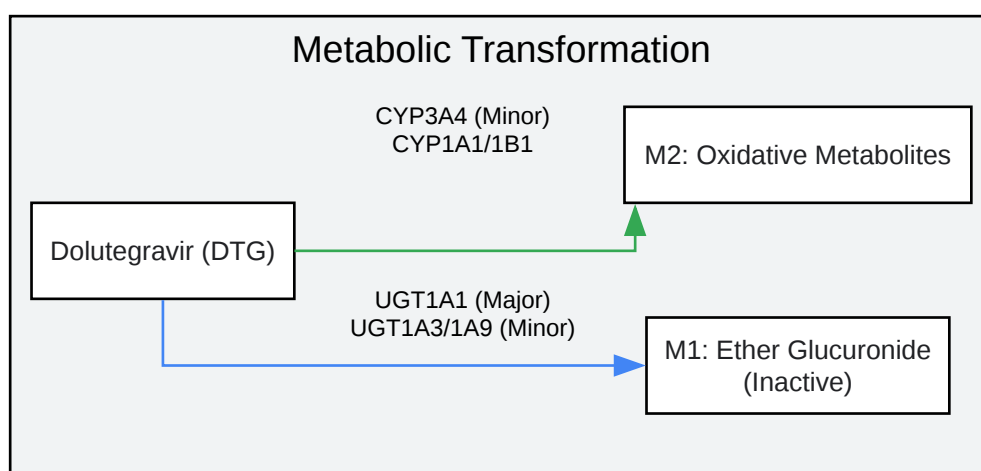 Metabolic Transformation
CYP3A4 (Minor)
CYP1A1/1B1
M2: Oxidative Metabolites
Dolutegravir (DTG)
UGT1A1 (Major)
UGT1A3/1A9 (Minor)
M1: Ether Glucuronide
(Inactive)